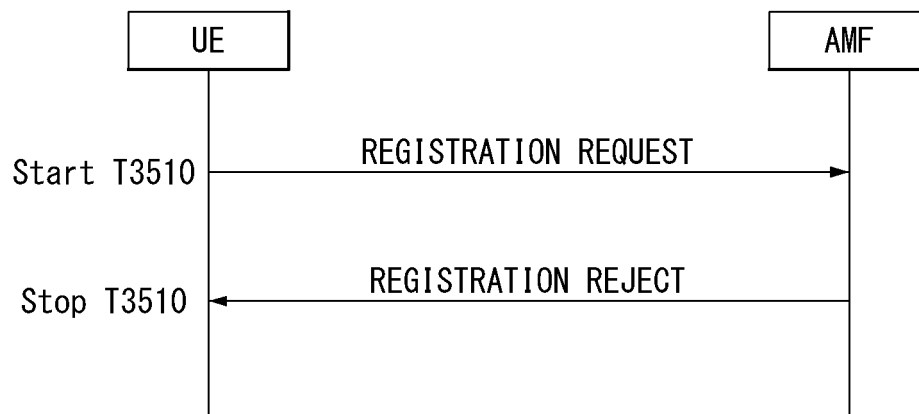 UE
AMF
REGISTRATION REQUEST
Start T3510
REGISTRATION REJECT
Stop T3510